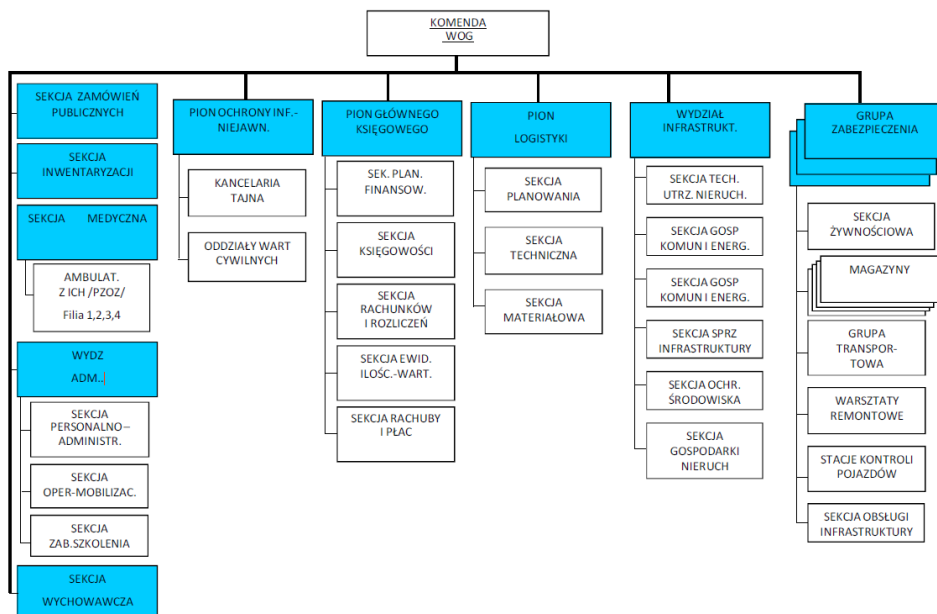 KOMENDA
WOG
SEKCJA ZAMÓWIEŃ
PUBLICZNYCH
SEKCJA
INWENTARYZACJI
SEKCJA MEDYCZNA
AMBULAT.
Z ICH /PZOZ/
Filia 1,2,3,4
WYDZ
ADM..
SEKCJA
PERSONALNO–
ADMINISTR.
SEKCJA
OPER-MOBILIZAC.
SEKCJA
ZAB.SZKOLENIA
SEKCJA
WYCHOWAWCZA
PION OCHRONY INF.-
NIEJAWN.
KANCELARIA
TAJNA
ODDZIAŁY WART
CYWILNYCH
PION GŁÓWNEGO
KSIĘGOWEGO
SEK. PLAN.
FINANSOW.
SEKCJA
KSIĘGOWOŚCI
SEKCJA
RACHUNKÓW
I ROZLICZEŃ
SEKCJA EWID.
ILOŚC.-WART.
SEKCJA RACHUBY
I PŁAC
PION
LOGISTYKI
SEKCJA
PLANOWANIA
SEKCJA
TECHNICZNA
SEKCJA
MATERIAŁOWA
WYDZIAŁ
INFRASTRUKT.
SEKCJA TECH.
UTRZ. NIERUCH.
SEKCJA GOSP
KOMUN I ENERG.
SEKCJA GOSP
KOMUN I ENERG.
SEKCJA SPRZ
INFRASTRUKTURY
SEKCJA OCHR.
ŚRODOWISKA
SEKCJA
GOSPODARKI
NIERUCH
GRUPA
ZABEZPIECZENIA
SEKCJA
ŻYWNOŚCIOWA
MAGAZYNY
GRUPA
TRANSPOR-
TOWA
WARSZTATY
REMONTOWE
STACJE KONTROLI
POJAZDÓW
SEKCJA OBSŁUGI
INFRASTRUKTURY